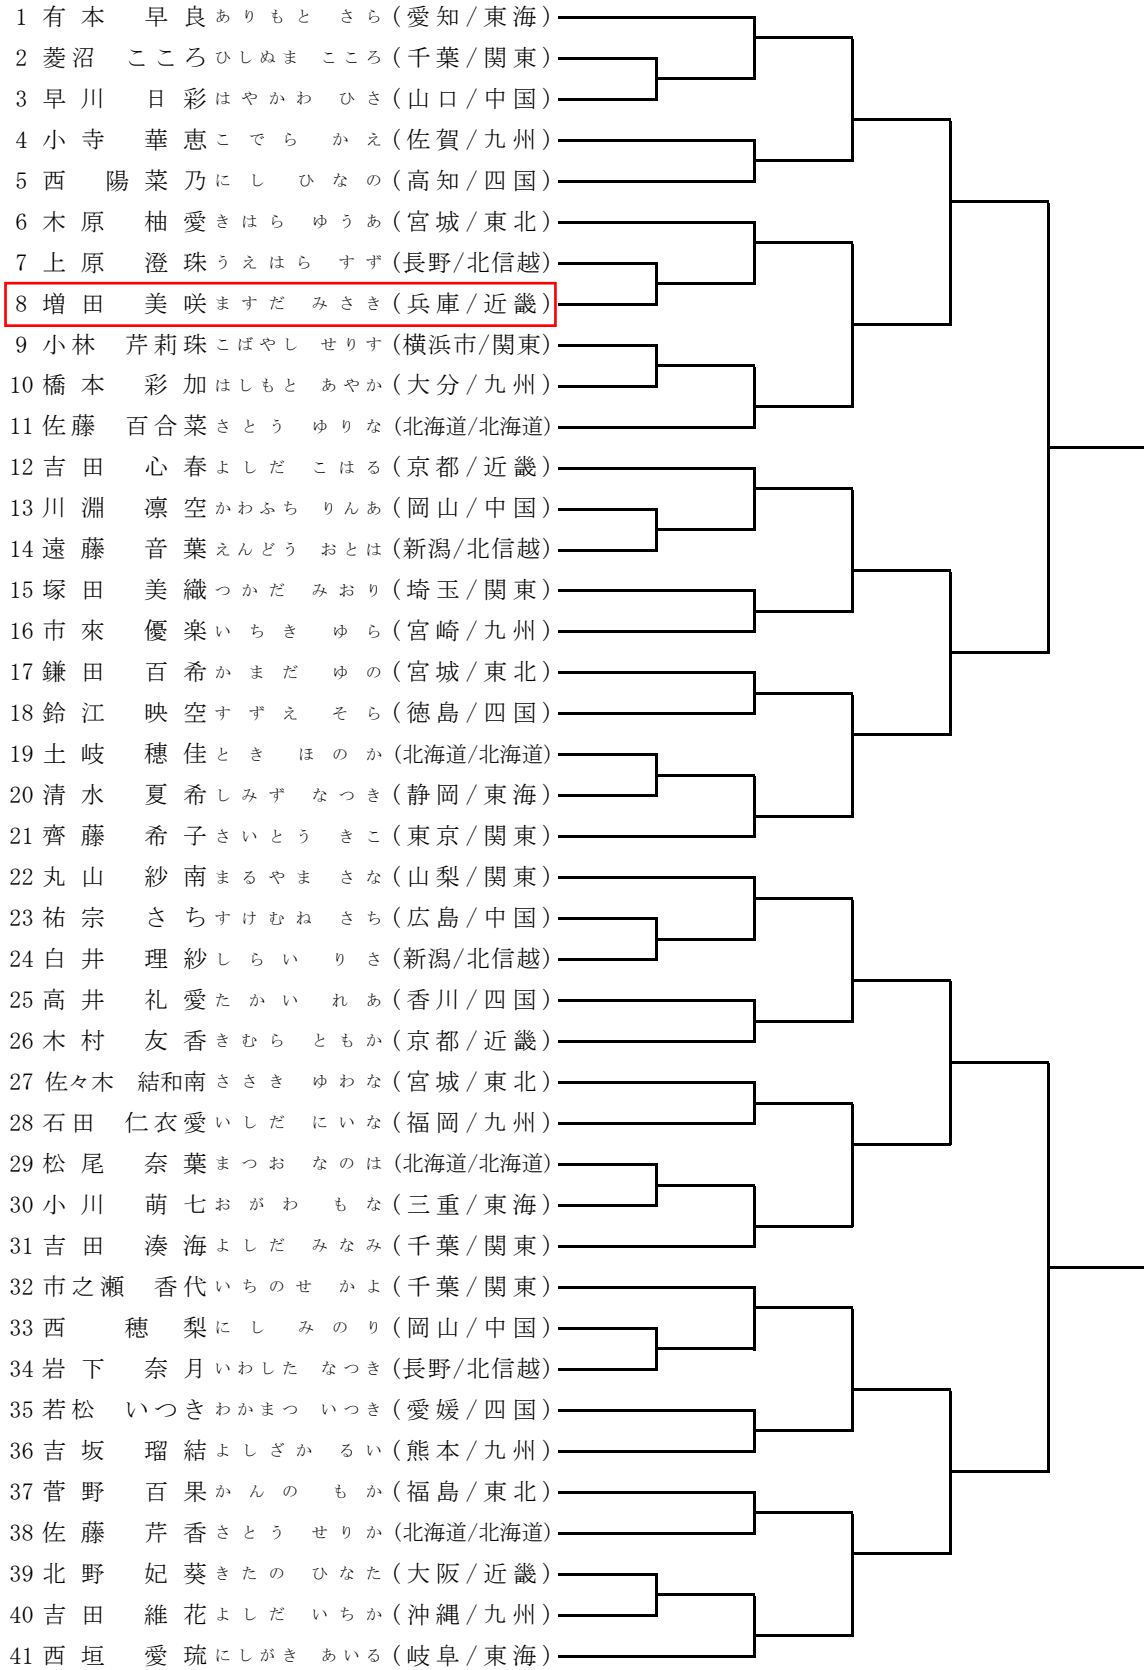 1 有本 早良 ありもと さら (愛知/東海)
2 菱沼 こころ ひしぬま こころ (千葉/関東)
3 早川 日彩 はやかわ ひさ (山口/中国)
4 小寺 華恵 こでら かえ (佐賀/九州)
5 西 陽菜乃 にし ひなの (高知/四国)
6 木原 柚愛 きはら ゆうあ (宮城/東北)
7 上原 澄珠 うえはら すず (長野/北信越)
8 増田 美咲 ますだ みさき (兵庫/近畿)
9 小林 芹莉珠 こばやし せりす (横浜市/関東)
10 橋本 彩加 はしもと あやか (大分/九州)
11 佐藤 百合菜 さとう ゆりな (北海道/北海道)
12 吉田 心春 よしだ こはる (京都/近畿)
13 川淵 凛空 かわふち りんあ (岡山/中国)
14 遠藤 音葉 えんどう おとは (新潟/北信越)
15 塚田 美織 つかだ みおり (埼玉/関東)
16 市來 優楽 いちき ゆら (宮崎/九州)
17 鎌田 百希 かまだ ゆの (宮城/東北)
18 鈴江 映空 すずえ そら (徳島/四国)
19 土岐 穂佳 とき ほのか (北海道/北海道)
20 清水 夏希 しみず なつき (静岡/東海)
21 齊藤 希子 さいとう きこ (東京/関東)
22 丸山 紗南 まるやま さな (山梨/関東)
23 祐宗 さち すけむね さち (広島/中国)
24 白井 理紗 しらい りさ (新潟/北信越)
25 高井 礼愛 たかい れあ (香川/四国)
26 木村 友香 きむら ともか (京都/近畿)
27 佐々木 結和南 ささき ゆわな (宮城/東北)
28 石田 仁衣愛 いしだ にいな (福岡/九州)
29 松尾 奈葉 まつお なのは (北海道/北海道)
30 小川 萌七 おがわ もな (三重/東海)
31 吉田 湊海 よしだ みなみ (千葉/関東)
32 市之瀬 香代 いちのせ かよ (千葉/関東)
33 西 穂梨 にし みのり (岡山/中国)
34 岩下 奈月 いわした なつき (長野/北信越)
35 若松 いつき わかまつ いつき (愛媛/四国)
36 吉坂 瑠結 よしざか るい (熊本/九州)
37 菅野 百果 かんの もか (福島/東北)
38 佐藤 芹香 さとう せりか (北海道/北海道)
39 北野 妃葵 きたの ひなた (大阪/近畿)
40 吉田 維花 よしだ いちか (沖縄/九州)
41 西垣 愛琉 にしがき あいる (岐阜/東海)